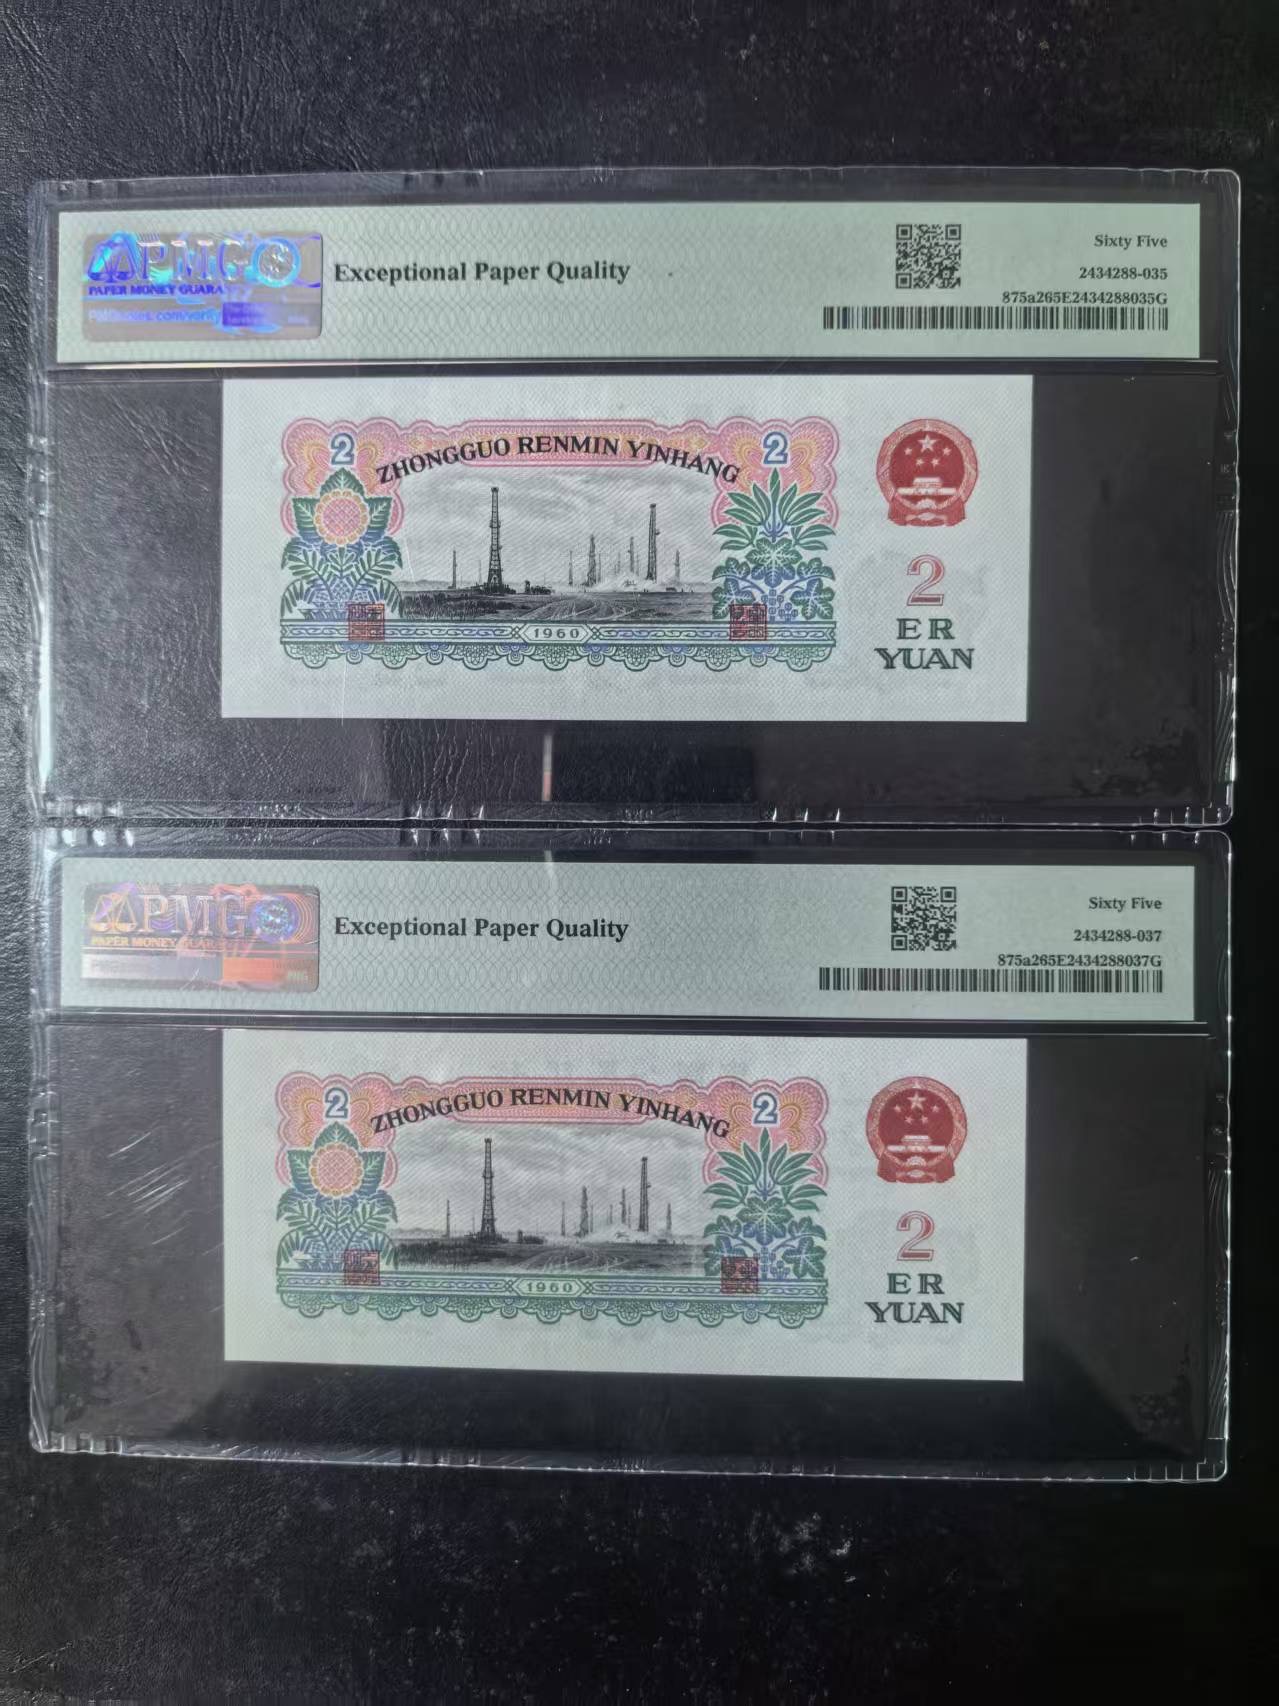 PMG
PAPER MONEY GUARA
Exceptional Paper Quality
Sixty Five
2434288-035
875a265E2434288035G
2
ZHONGGUO RENMIN YINHANG
2
1960
2
ER
YUAN
PMG
PAPER MONEY GUARA
Exceptional Paper Quality
Sixty Five
2434288-037
875a265E2434288037G
2
ZHONGGUO RENMIN YINHANG
2
1960
2
ER
YUAN